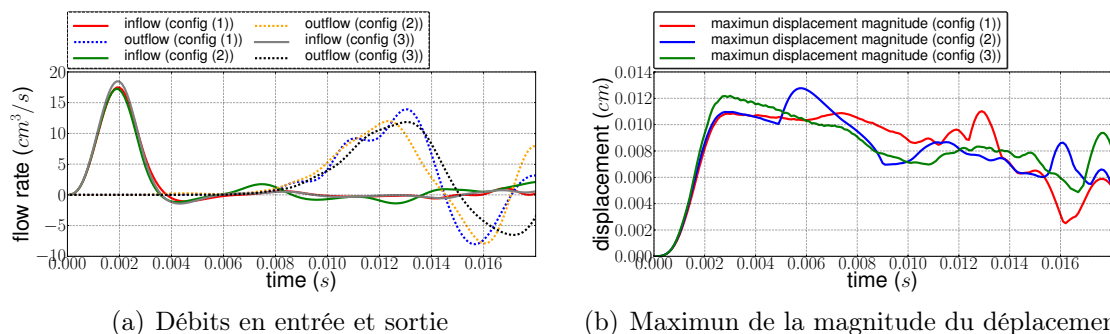 inflow (config (1))
outflow (config (1))
inflow (config (2))
outflow (config (2))
inflow (config (3))
outflow (config (3))
20
15
10
5
0
−5
−10
flow rate (cm³/s)
0.000 0.002 0.004 0.006 0.008 0.010 0.012 0.014 0.016
time (s)
(a) Débits en entrée et sortie
maximun displacement magnitude (config (1))
maximun displacement magnitude (config (2))
maximun displacement magnitude (config (3))
0.014
0.012
0.010
0.008
0.006
0.004
0.002
0.000
displacement (cm)
0.000 0.002 0.004 0.006 0.008 0.010 0.012 0.014 0.016
time (s)
(b) Maximun de la magnitude du déplacemen